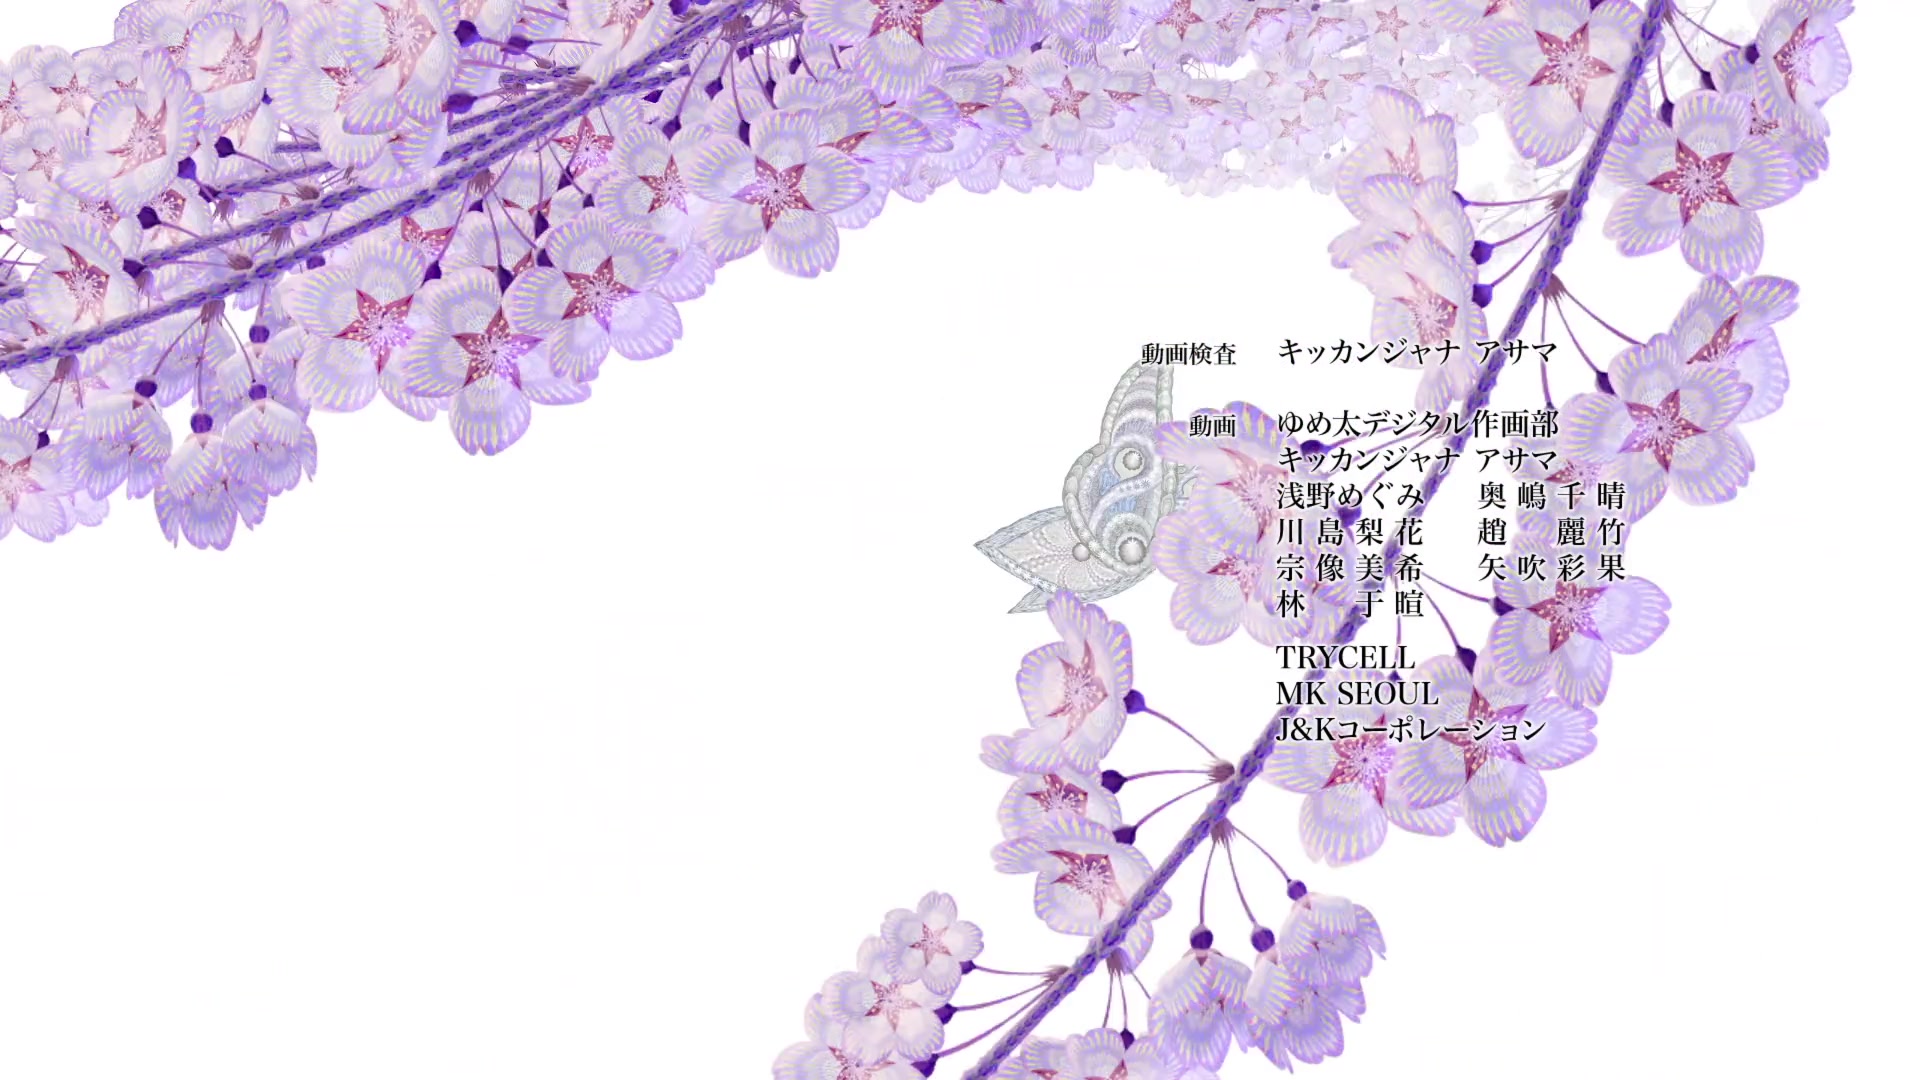 動画検査 キッカンジャナ アサマ
動画 ゆめ太デジタル作画部
キッカンジャナ アサマ
浅野めぐみ 奥嶋千晴
川島梨花 趙 麗竹
宗像美希 矢吹彩果
林 于暄
TRYCELL
MK SEOUL
J&Kコーポレーション